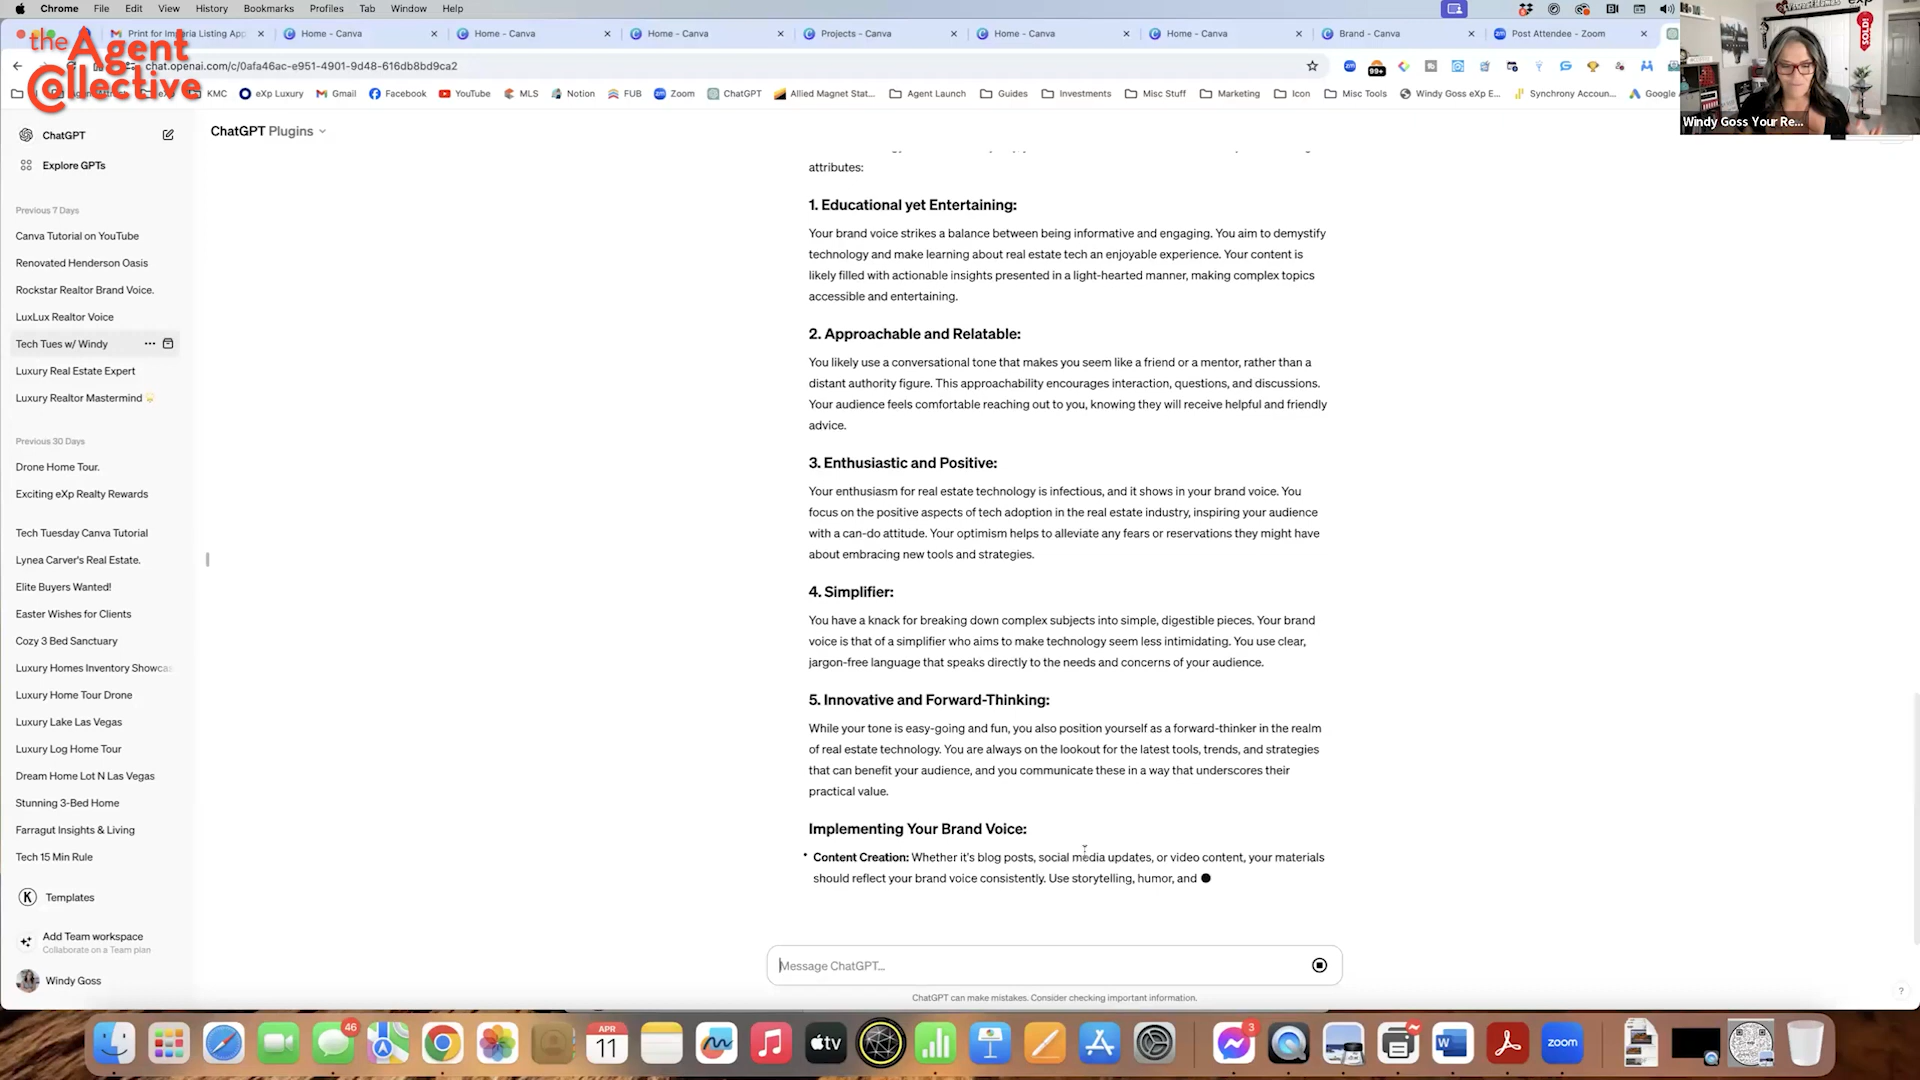 Chrome File Edit View History Bookmarks Profiles Tab Window Help
the Agent Collective
Print for Imperia Listing App
Home - Canva
Home - Canva
Home - Canva
Projects - Canva
Home - Canva
Home - Canva
Brand - Canva
Post Attendee - Zoom
chat.openai.com/c/0afa46ac-e951-4901-9d48-616db8bd9ca2
99+
KMC eXp Luxury Gmail Facebook YouTube MLS Notion FUB Zoom ChatGPT Allied Magnet Stat... Agent Launch Guides Investments Misc Stuff Marketing Icon Misc Tools Windy Goss eXp E... Synchrony Accoun... Google
SOLD!
Windy Goss Your Re...
ChatGPT
Explore GPTs
Previous 7 Days
Canva Tutorial on YouTube
Renovated Henderson Oasis
Rockstar Realtor Brand Voice.
LuxLux Realtor Voice
Tech Tues w/ Windy ...
Luxury Real Estate Expert
Luxury Realtor Mastermind
Previous 30 Days
Drone Home Tour.
Exciting eXp Realty Rewards
Tech Tuesday Canva Tutorial
Lynea Carver's Real Estate.
Elite Buyers Wanted!
Easter Wishes for Clients
Cozy 3 Bed Sanctuary
Luxury Homes Inventory Showcas
Luxury Home Tour Drone
Luxury Lake Las Vegas
Luxury Log Home Tour
Dream Home Lot N Las Vegas
Stunning 3-Bed Home
Farragut Insights & Living
Tech 15 Min Rule
K Templates
Add Team workspace
Collaborate on a Team plan
Windy Goss
ChatGPT Plugins
attributes:
1. Educational yet Entertaining:
Your brand voice strikes a balance between being informative and engaging. You aim to demystify
technology and make learning about real estate tech an enjoyable experience. Your content is
likely filled with actionable insights presented in a light-hearted manner, making complex topics
accessible and entertaining.
2. Approachable and Relatable:
You likely use a conversational tone that makes you seem like a friend or a mentor, rather than a
distant authority figure. This approachability encourages interaction, questions, and discussions.
Your audience feels comfortable reaching out to you, knowing they will receive helpful and friendly
advice.
3. Enthusiastic and Positive:
Your enthusiasm for real estate technology is infectious, and it shows in your brand voice. You
focus on the positive aspects of tech adoption in the real estate industry, inspiring your audience
with a can-do attitude. Your optimism helps to alleviate any fears or reservations they might have
about embracing new tools and strategies.
4. Simplifier:
You have a knack for breaking down complex subjects into simple, digestible pieces. Your brand
voice is that of a simplifier who aims to make technology seem less intimidating. You use clear,
jargon-free language that speaks directly to the needs and concerns of your audience.
5. Innovative and Forward-Thinking:
While your tone is easy-going and fun, you also position yourself as a forward-thinker in the realm
of real estate technology. You are always on the lookout for the latest tools, trends, and strategies
that can benefit your audience, and you communicate these in a way that underscores their
practical value.
Implementing Your Brand Voice:
• Content Creation: Whether it's blog posts, social media updates, or video content, your materials
should reflect your brand voice consistently. Use storytelling, humor, and
Message ChatGPT...
ChatGPT can make mistakes. Consider checking important information.
?
46
APR
11
tv
3
W
zoom